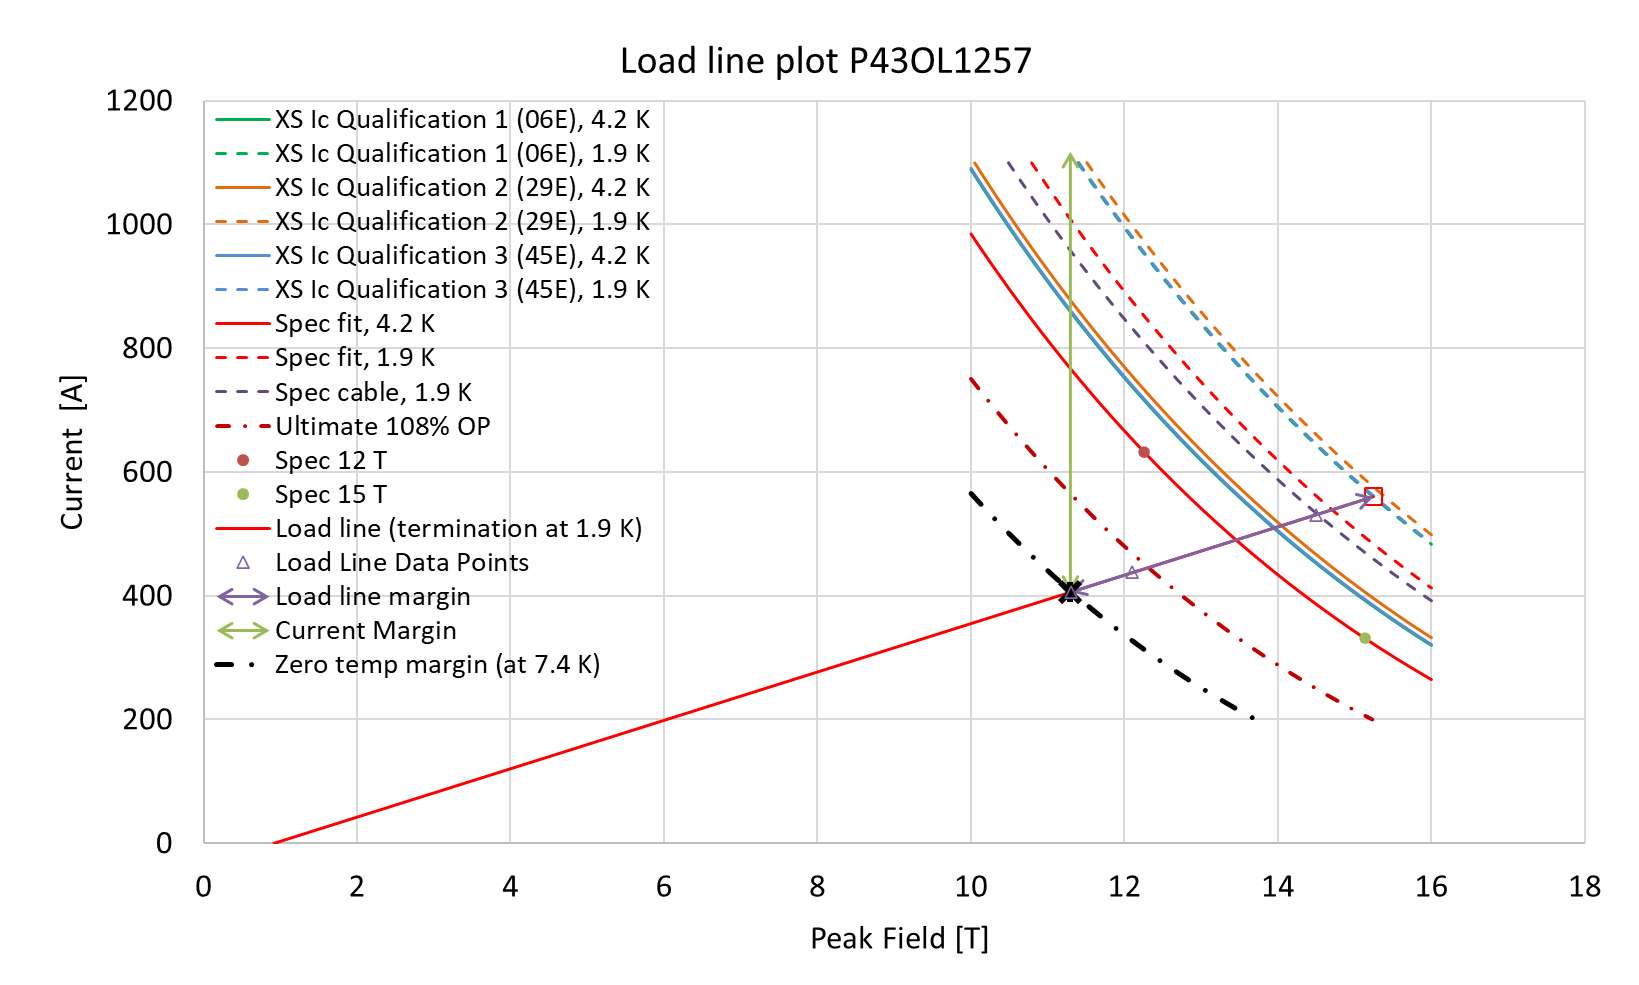 Load line plot P43OL1257
1200
1000
800
600
400
200
0
Current [A]
XS Ic Qualification 1 (06E), 4.2 K
XS Ic Qualification 1 (06E), 1.9 K
XS Ic Qualification 2 (29E), 4.2 K
XS Ic Qualification 2 (29E), 1.9 K
XS Ic Qualification 3 (45E), 4.2 K
XS Ic Qualification 3 (45E), 1.9 K
Spec fit, 4.2 K
Spec fit, 1.9 K
Spec cable, 1.9 K
Ultimate 108% OP
Spec 12 T
Spec 15 T
Load line (termination at 1.9 K)
Load Line Data Points
Load line margin
Current Margin
Zero temp margin (at 7.4 K)
0 2 4 6 8 10 12 14 16 18
Peak Field [T]